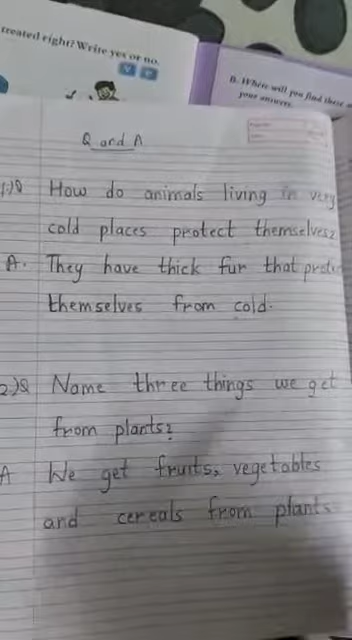 treated right? Write yes or no.
B. Where will you find these
your answers.
Q and A
1.)Q How do animals living in very
cold places protect themselves?
A. They have thick fur that
themselves from cold.
2.)Q Name three things we get
from plants?
A We get fruits, vegetables
and cereals from plants